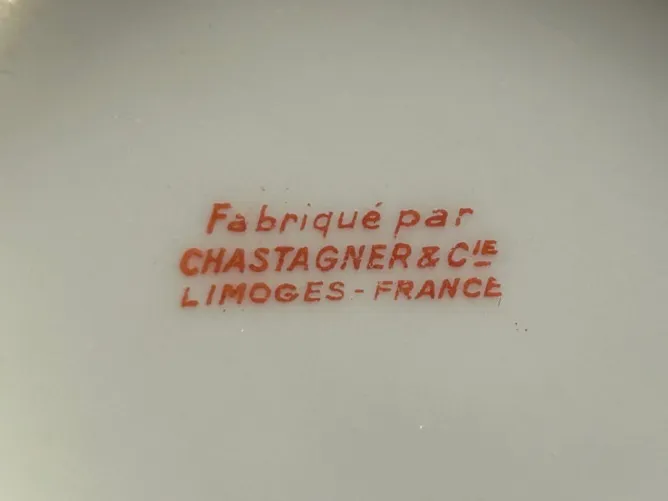 Fabriqué par
CHASTAGNER & CIE
LIMOGES - FRANCE